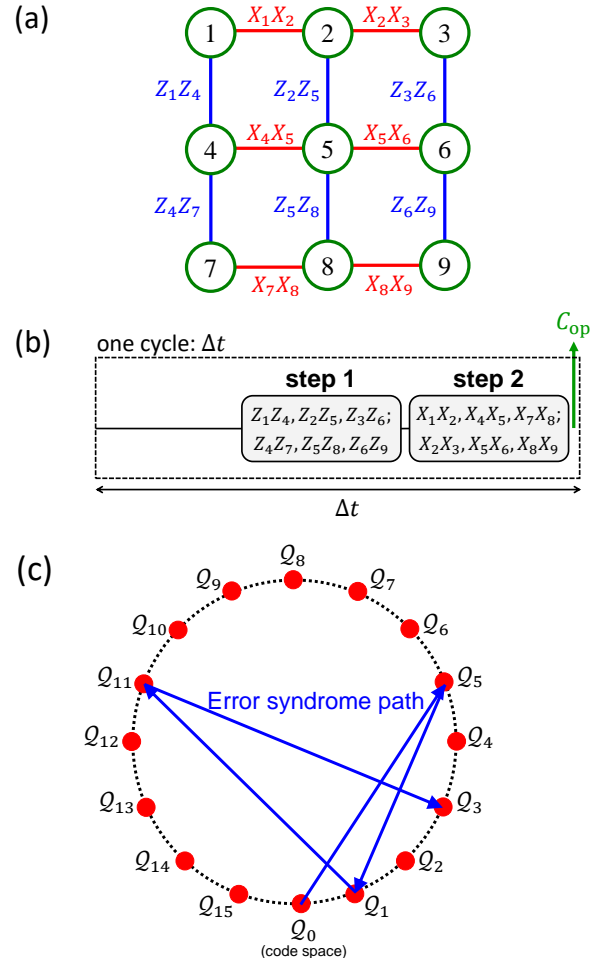 (a)
1 X₁X₂ 2 X₂X₃ 3
Z₁Z₄ Z₂Z₅ Z₃Z₆
4 X₄X₅ 5 X₅X₆ 6
Z₄Z₇ Z₅Z₈ Z₆Z₉
7 X₇X₈ 8 X₈X₉ 9
(b)
C_op
one cycle: Δt
step 1 step 2
Z₁Z₄, Z₂Z₅, Z₃Z₆; X₁X₂, X₄X₅, X₇X₈;
Z₄Z₇, Z₅Z₈, Z₆Z₉ X₂X₃, X₅X₆, X₈X₉
Δt
(c)
𝒬₈
𝒬₉ 𝒬₇
𝒬₁₀ 𝒬₆
𝒬₁₁ 𝒬₅
Error syndrome path
𝒬₁₂ 𝒬₄
𝒬₁₃ 𝒬₃
𝒬₁₄ 𝒬₂
𝒬₁₅ 𝒬₁
𝒬₀
(code space)